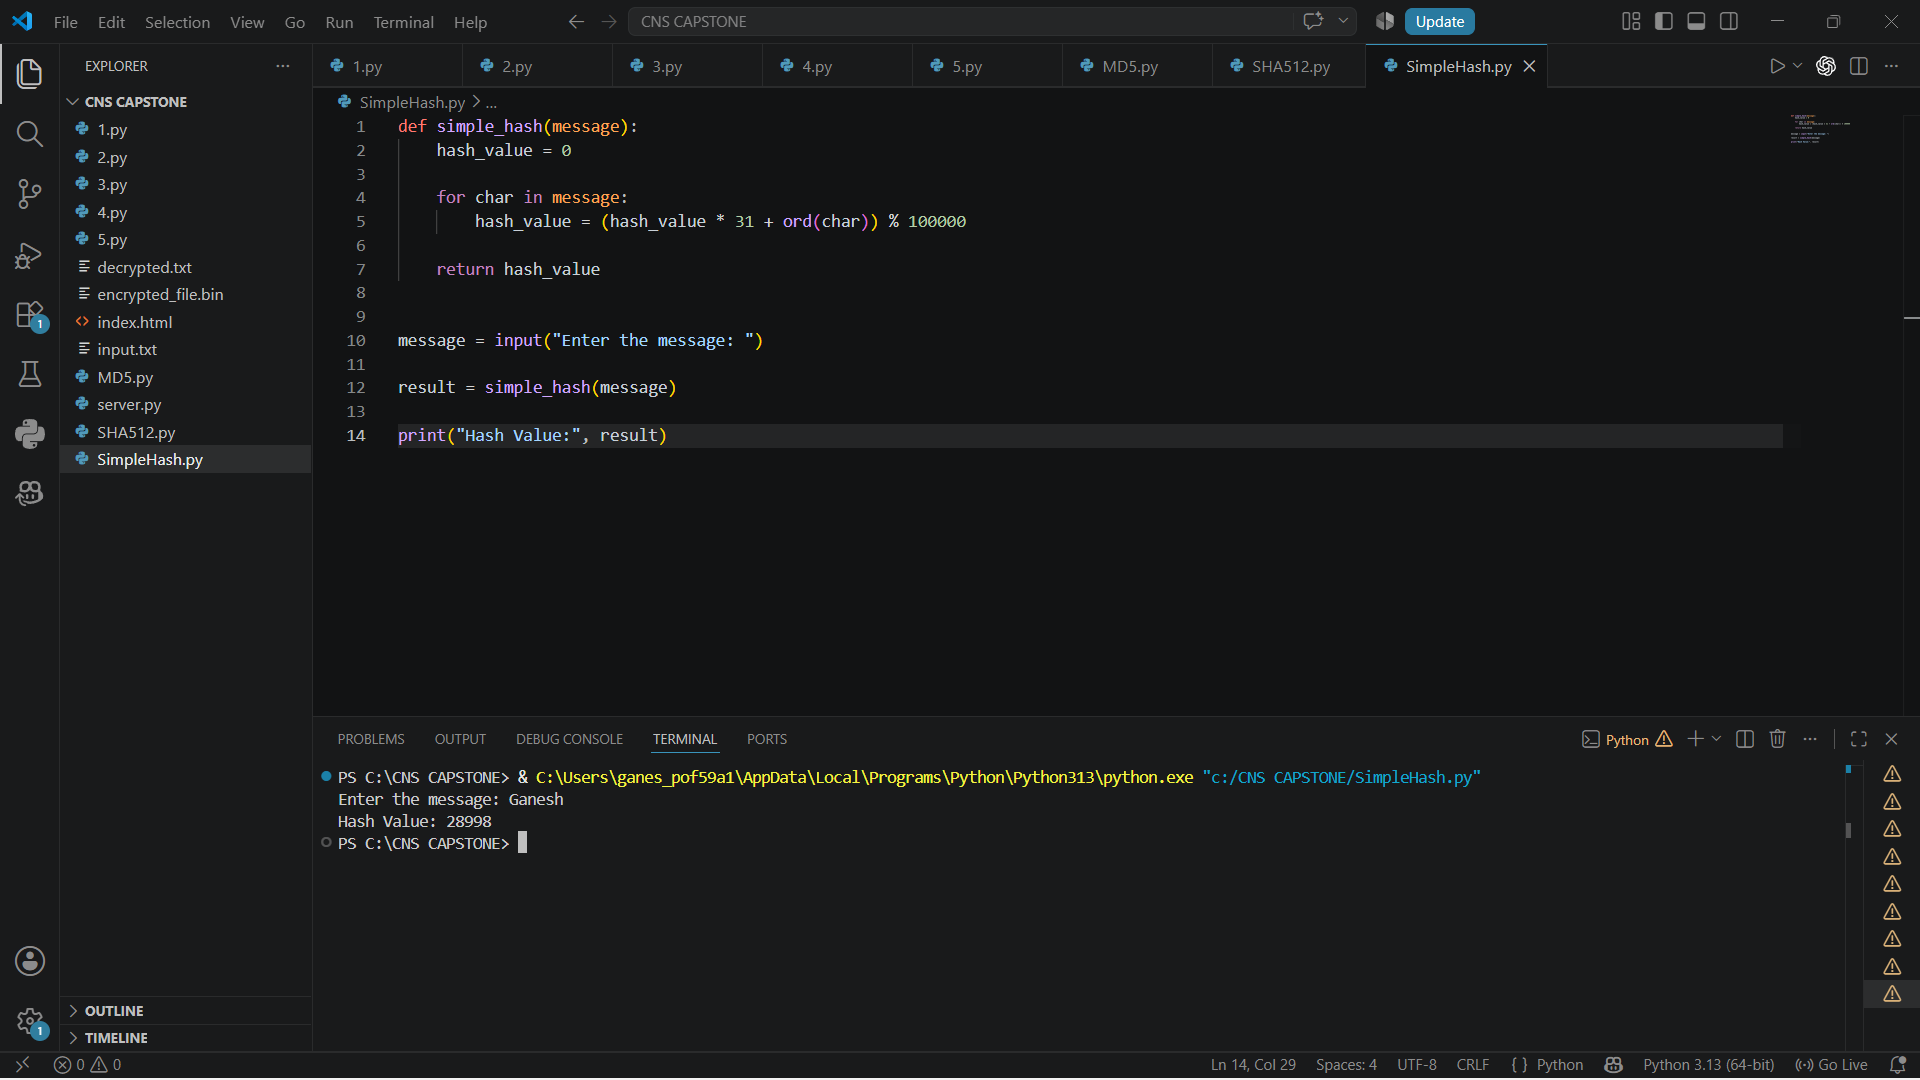 File Edit Selection View Go Run Terminal Help
CNS CAPSTONE
Update
EXPLORER
CNS CAPSTONE
1.py
2.py
3.py
4.py
5.py
decrypted.txt
encrypted_file.bin
index.html
input.txt
MD5.py
server.py
SHA512.py
SimpleHash.py
OUTLINE
TIMELINE
1
1
1.py 2.py 3.py 4.py 5.py MD5.py SHA512.py SimpleHash.py
SimpleHash.py > ...
1 def simple_hash(message):
2     hash_value = 0
3
4     for char in message:
5         hash_value = (hash_value * 31 + ord(char)) % 100000
6
7     return hash_value
8
9
10 message = input("Enter the message: ")
11
12 result = simple_hash(message)
13
14 print("Hash Value:", result)
PROBLEMS OUTPUT DEBUG CONSOLE TERMINAL PORTS
Python
PS C:\CNS CAPSTONE> & C:\Users\ganes_pof59a1\AppData\Local\Programs\Python\Python313\python.exe "c:/CNS CAPSTONE/SimpleHash.py"
Enter the message: Ganesh
Hash Value: 28998
PS C:\CNS CAPSTONE>
0 0
Ln 14, Col 29 Spaces: 4 UTF-8 CRLF { } Python Python 3.13 (64-bit) Go Live